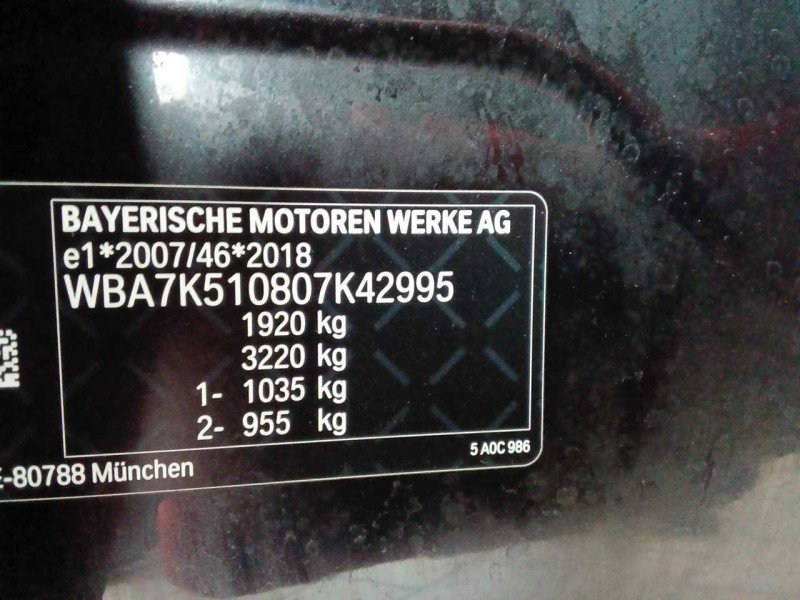 BAYERISCHE MOTOREN WERKE AG
e1*2007/46*2018
WBA7K510807K42995
1920 kg
3220 kg
1- 1035 kg
2- 955 kg
5 A0C 986
E-80788 München